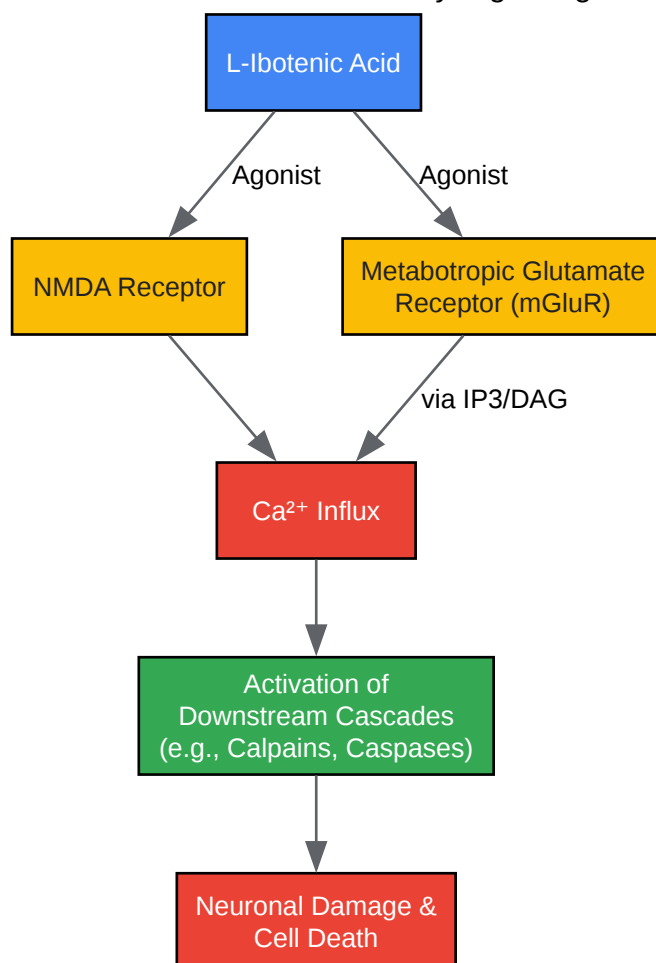 L-Ibotenic Acid
Agonist
Agonist
NMDA Receptor
Metabotropic Glutamate
Receptor (mGluR)
via IP3/DAG
Ca²⁺ Influx
Activation of
Downstream Cascades
(e.g., Calpains, Caspases)
Neuronal Damage &
Cell Death